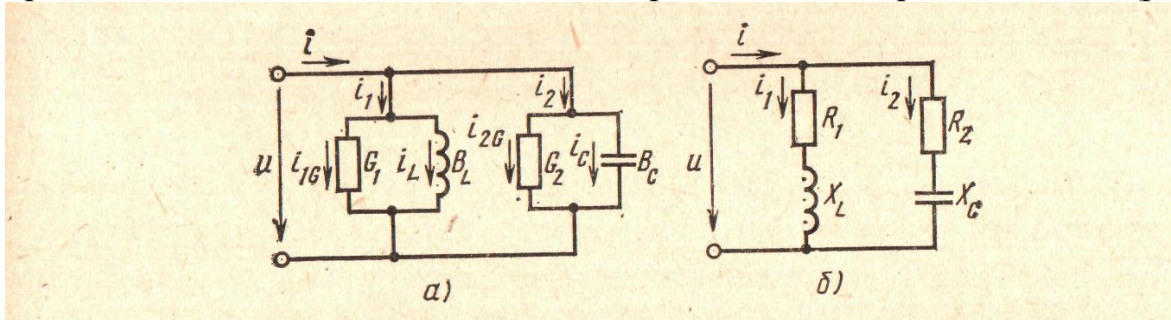 i i
i₁ i₂ i₁ i₂
R₁ R₂
u i₁G G₁ iL BL i₂G G₂ iC BC u
XL XC
а) б)